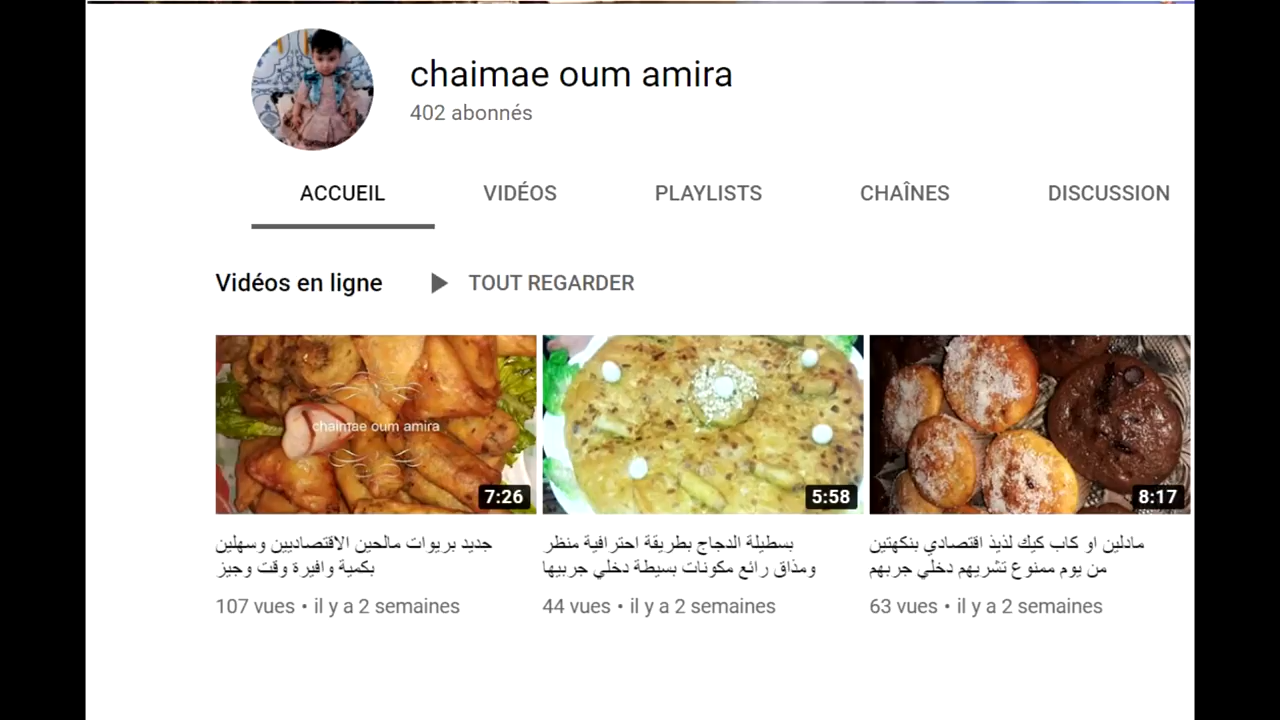 chaimae oum amira
402 abonnés
ACCUEIL VIDÉOS PLAYLISTS CHAÎNES DISCUSSION
Vidéos en ligne TOUT REGARDER
chaimae oum amira
7:26 5:58 8:17
جديد بريوات مالحين الاقتصاديين وسهلين
بكمية وافيرة وقت وجيز
107 vues • il y a 2 semaines
بسطيلة الدجاج بطريقة احترافية منظر
ومذاق رائع مكونات بسيطة دخلي جربيها
44 vues • il y a 2 semaines
مادلين او كاب كيك لذيذ اقتصادي بنكهتين
من يوم ممنوع تشريهم دخلي جربهم
63 vues • il y a 2 semaines